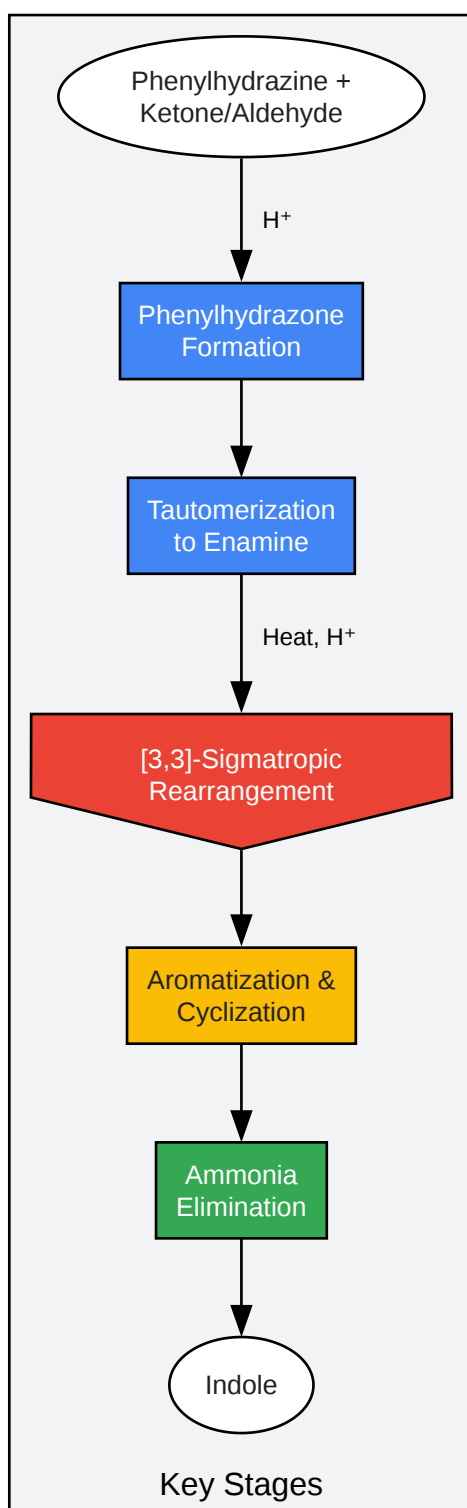 Phenylhydrazine +
Ketone/Aldehyde
H⁺
Phenylhydrazone
Formation
Tautomerization
to Enamine
Heat, H⁺
[3,3]-Sigmatropic
Rearrangement
Aromatization &
Cyclization
Ammonia
Elimination
Indole
Key Stages